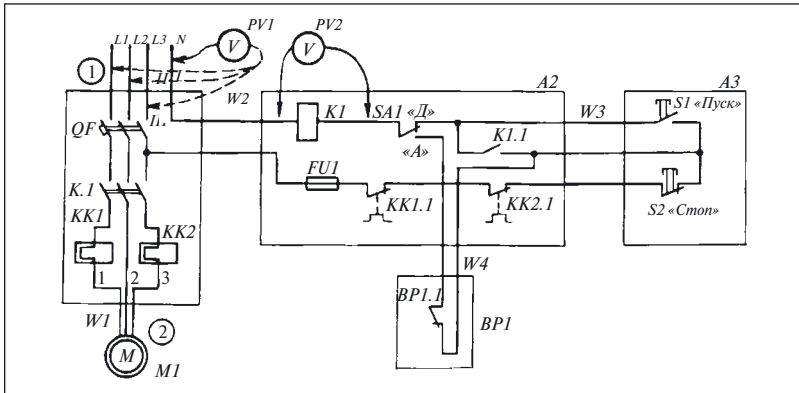 L1 L2 L3 N
PV1
V
PV2
V
1
W2
A2
A3
K1
SA1 «Д»
«А»
W3
S1 «Пуск»
QF
K1.1
FU1
K.1
KK1
KK2
KK1.1
KK2.1
S2 «Стоп»
1 2 3
W4
BP1.1
BP1
W1
2
M
M1